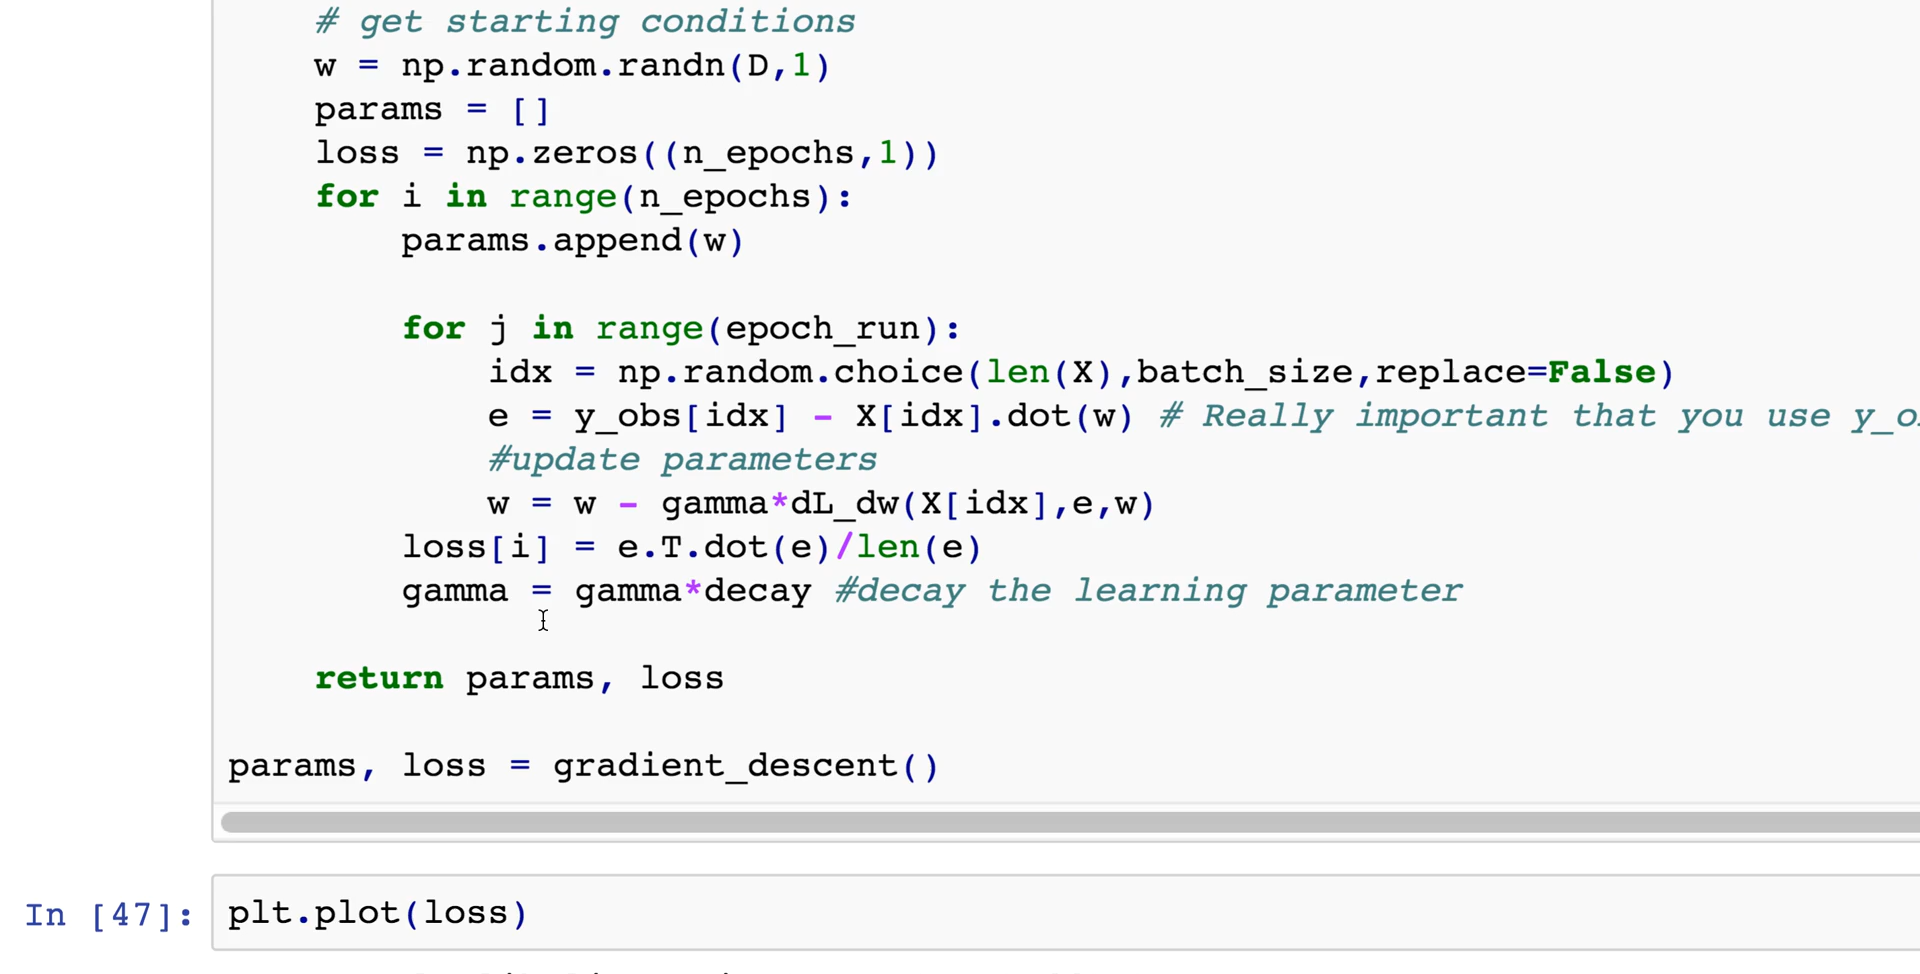 # get starting conditions
w = np.random.randn(D,1)
params = []
loss = np.zeros((n_epochs,1))
for i in range(n_epochs):
params.append(w)
for j in range(epoch_run):
idx = np.random.choice(len(X),batch_size,replace=False)
e = y_obs[idx] - X[idx].dot(w) # Really important that you use
#update parameters
w = w - gamma*dL_dw(X[idx],e,w)
loss[i] = e.T.dot(e)/len(e)
gamma = gamma*decay #decay the learning parameter
return params, loss
params, loss = gradient_descent()
In [47]: plt.plot(loss)